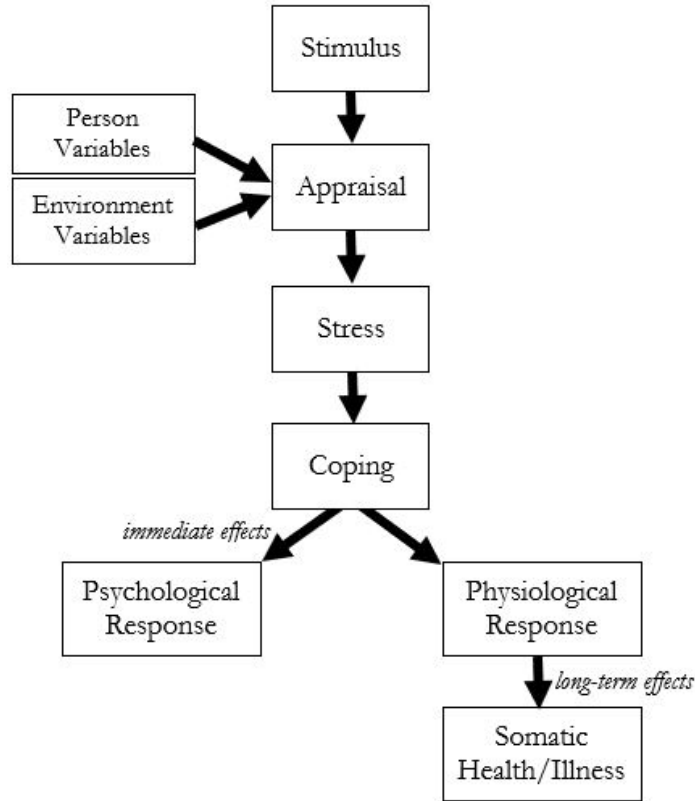 Stimulus
Person
Variables
Environment
Variables
Appraisal
Stress
Coping
immediate effects
Psychological
Response
Physiological
Response
long-term effects
Somatic
Health/Illness